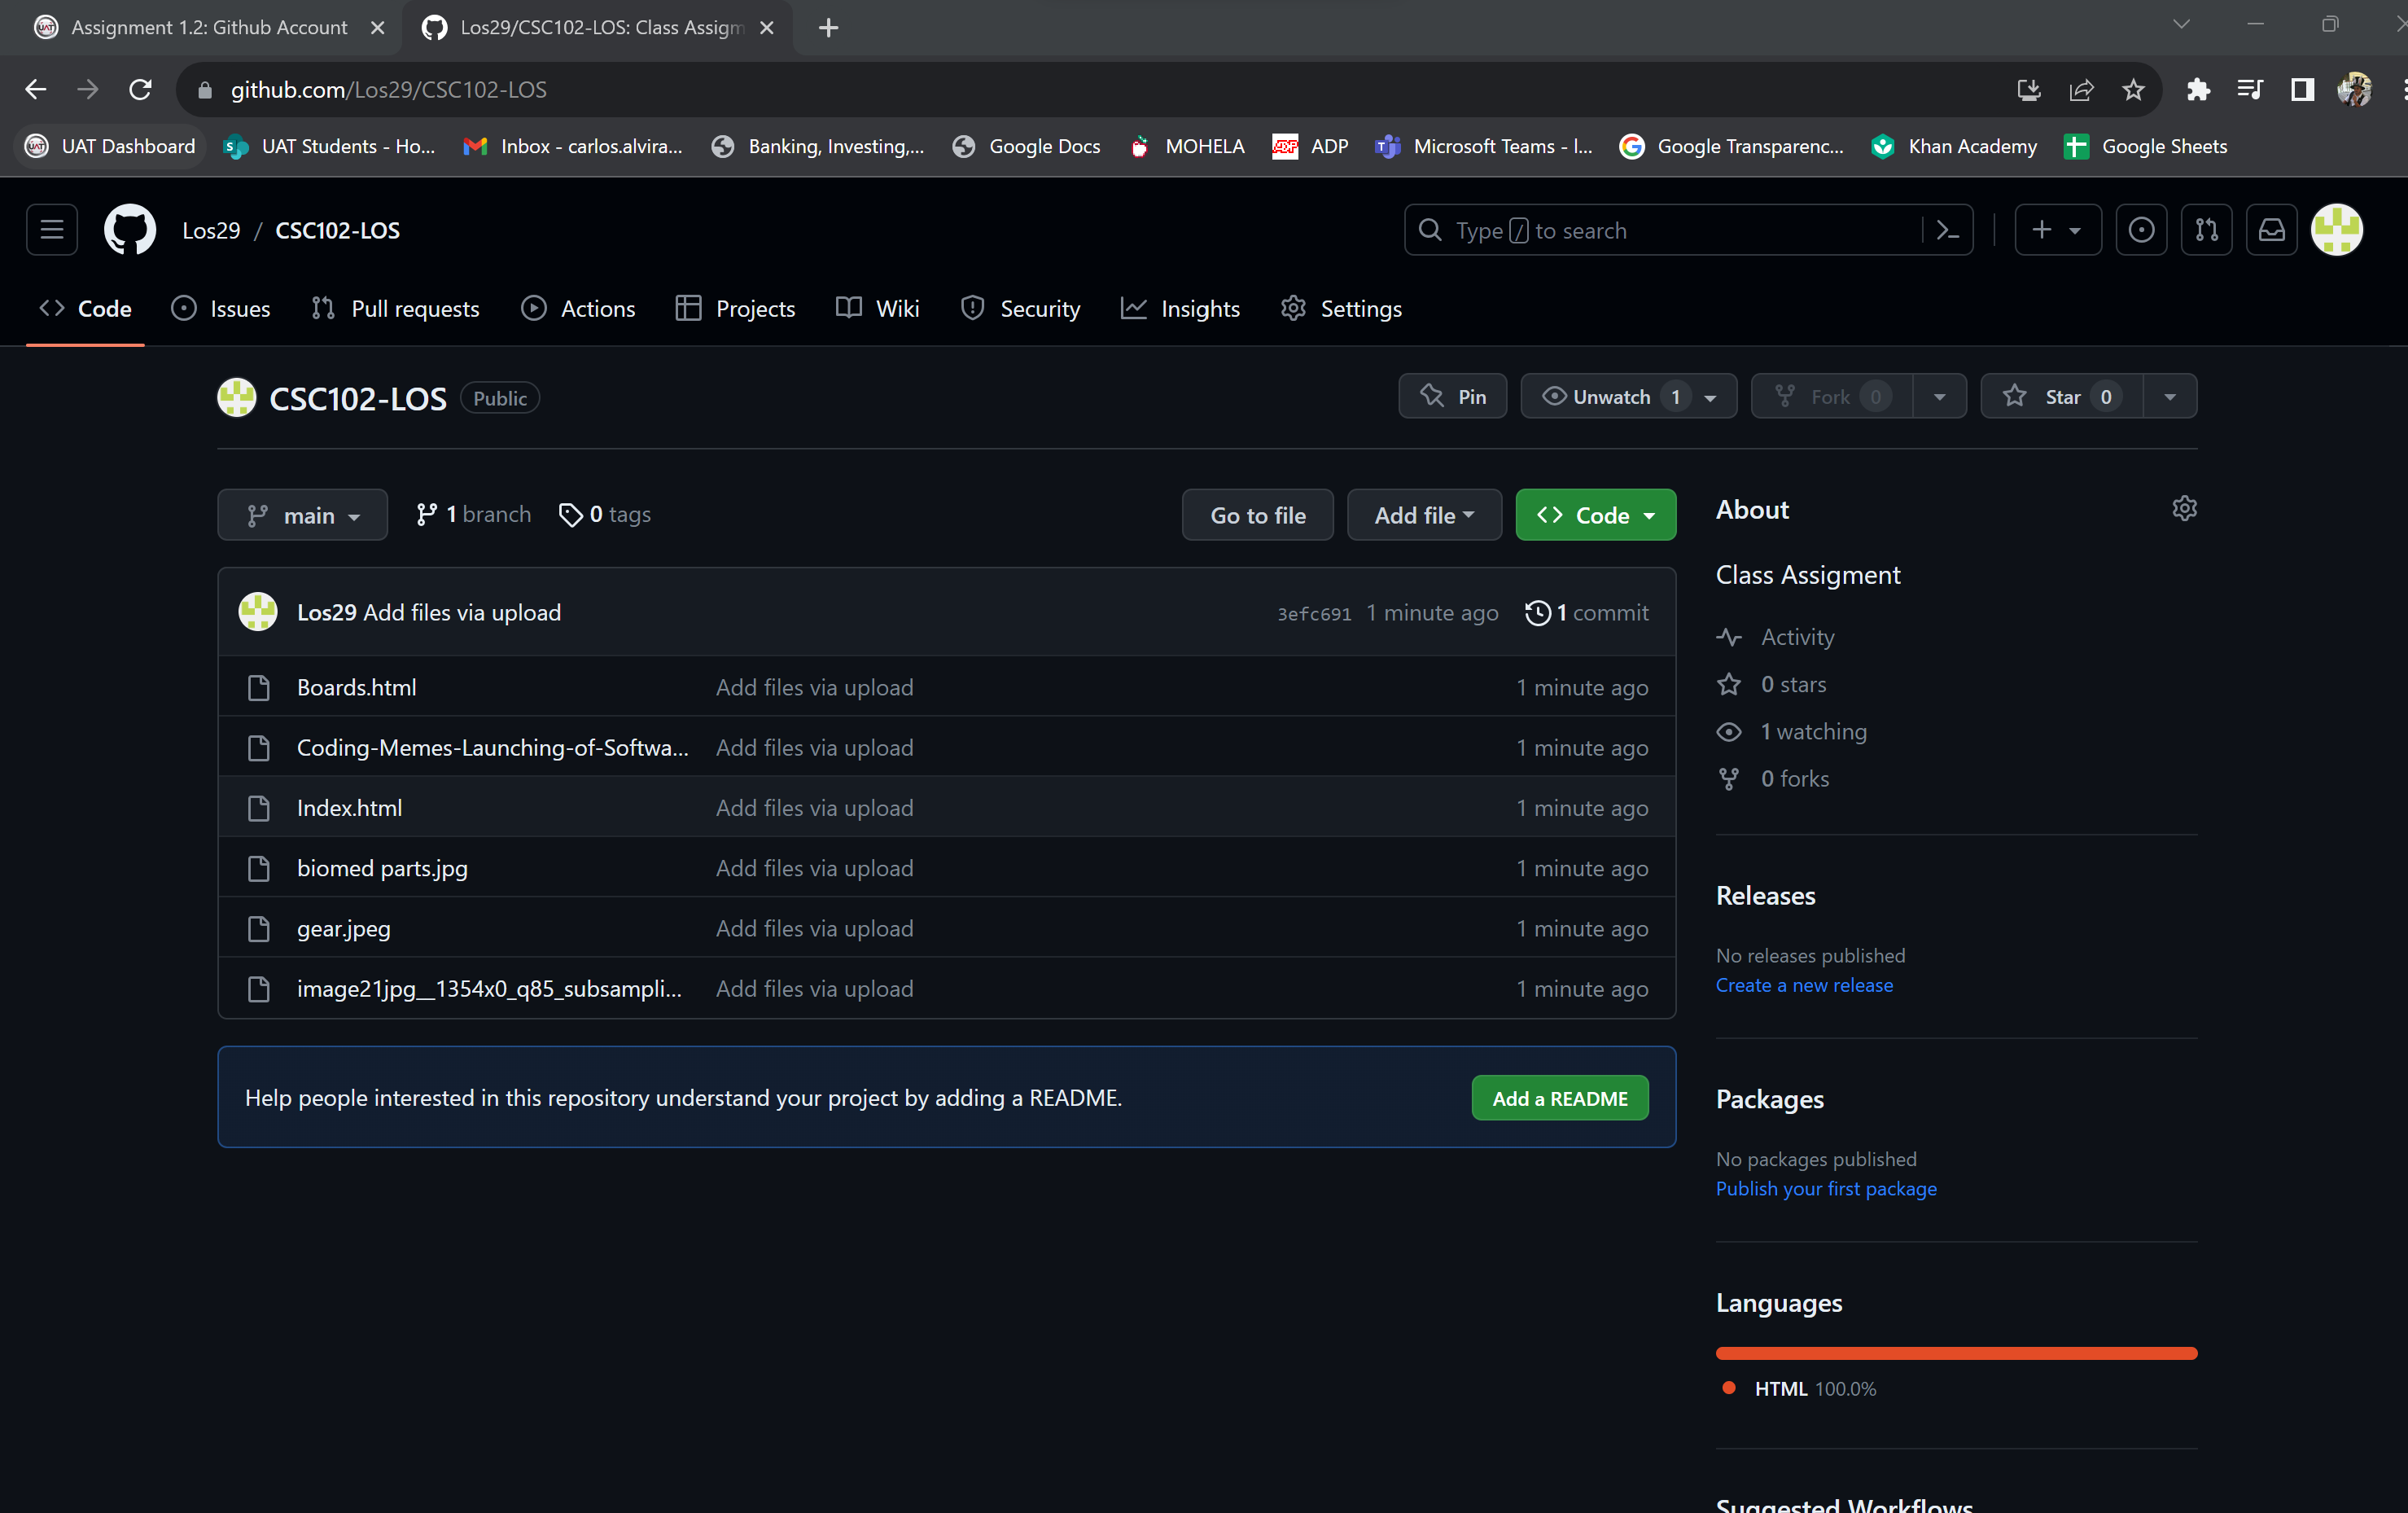 Assignment 1.2: Github Account
Los29/CSC102-LOS: Class Assigm
github.com/Los29/CSC102-LOS
UAT Dashboard UAT Students - Ho... Inbox - carlos.alvira... Banking, Investing,... Google Docs MOHELA ADP Microsoft Teams - l... Google Transparenc... Khan Academy Google Sheets
Los29 / CSC102-LOS
Type / to search
Code Issues Pull requests Actions Projects Wiki Security Insights Settings
CSC102-LOS Public
Pin Unwatch 1 Fork 0 Star 0
main 1 branch 0 tags
Go to file Add file Code
Los29 Add files via upload 3efc691 1 minute ago 1 commit
Boards.html Add files via upload 1 minute ago
Coding-Memes-Launching-of-Softwa... Add files via upload 1 minute ago
Index.html Add files via upload 1 minute ago
biomed parts.jpg Add files via upload 1 minute ago
gear.jpeg Add files via upload 1 minute ago
image21jpg__1354x0_q85_subsampli... Add files via upload 1 minute ago
Help people interested in this repository understand your project by adding a README.
Add a README
About
Class Assigment
Activity
0 stars
1 watching
0 forks
Releases
No releases published
Create a new release
Packages
No packages published
Publish your first package
Languages
HTML 100.0%
Suggested Workflows